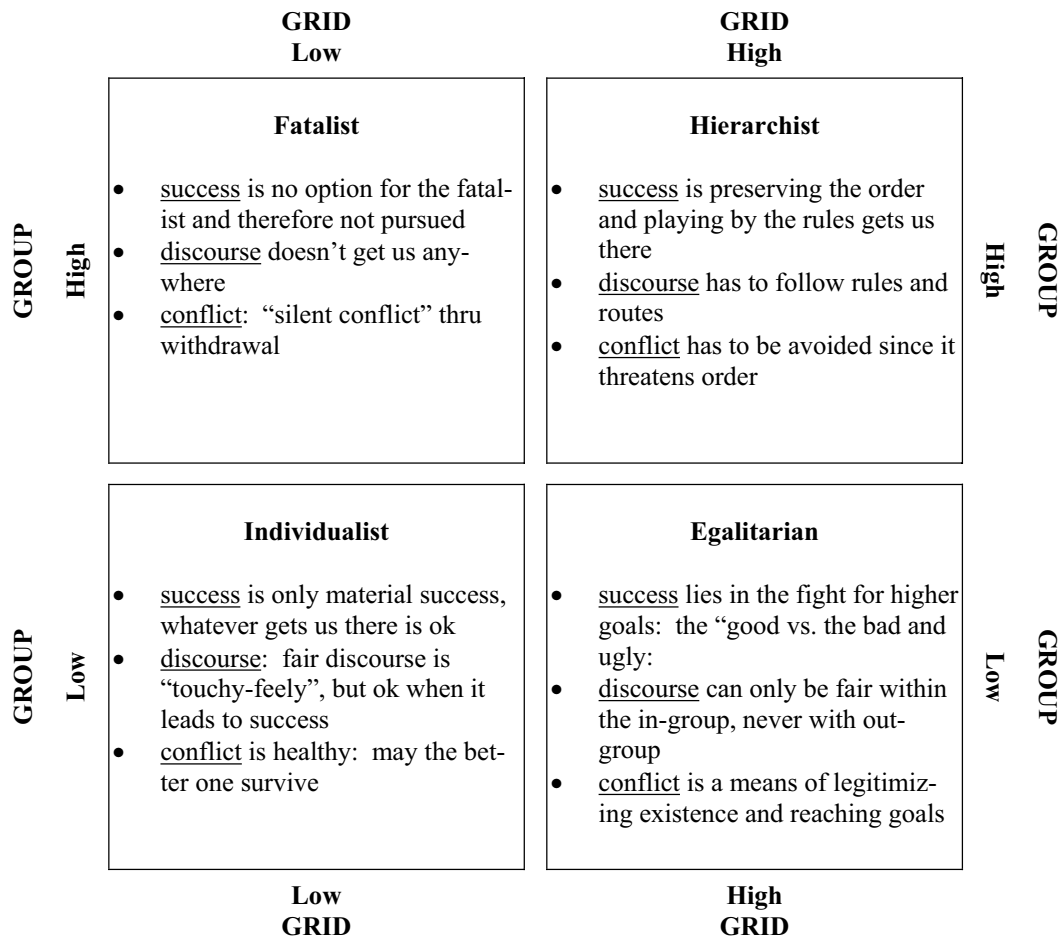 GRID
Low
GRID
High
GROUP
High
Fatalist
• success is no option for the fatal-
ist and therefore not pursued
• discourse doesn’t get us any-
where
• conflict: “silent conflict” thru
withdrawal
Hierarchist
• success is preserving the order
and playing by the rules gets us
there
• discourse has to follow rules and
routes
• conflict has to be avoided since it
threatens order
High
GROUP
GROUP
Low
Individualist
• success is only material success,
whatever gets us there is ok
• discourse: fair discourse is
“touchy-feely”, but ok when it
leads to success
• conflict is healthy: may the bet-
ter one survive
Egalitarian
• success lies in the fight for higher
goals: the “good vs. the bad and
ugly:
• discourse can only be fair within
the in-group, never with out-
group
• conflict is a means of legitimiz-
ing existence and reaching goals
Low
GROUP
Low
GRID
High
GRID